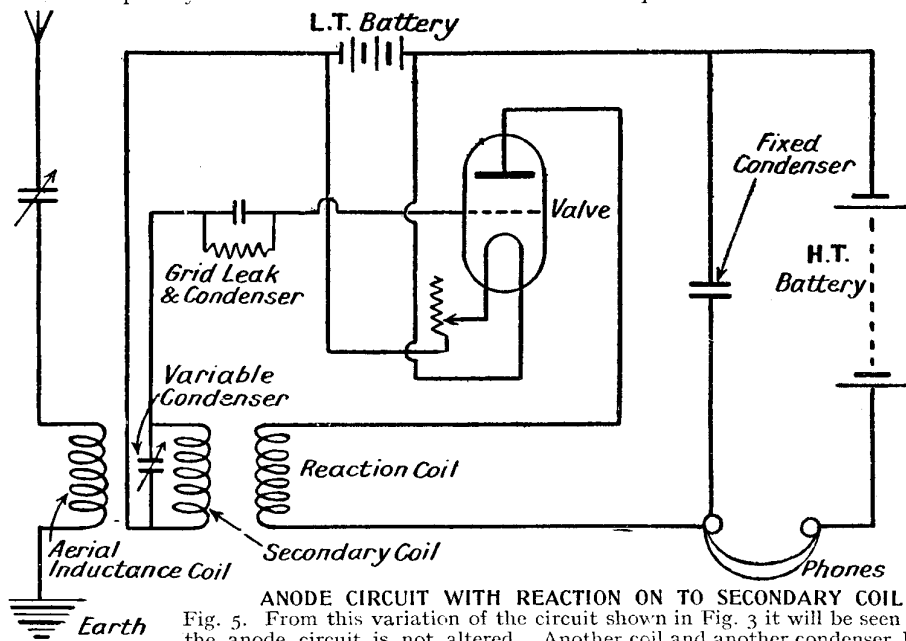 L.T. Battery
Fixed
Condenser
Valve
Grid Leak
& Condenser
H.T.
Battery
Variable
Condenser
Reaction Coil
Aerial
Inductance Coil
Secondary Coil
Phones
Earth
ANODE CIRCUIT WITH REACTION ON TO SECONDARY COIL
Fig. 5. From this variation of the circuit shown in Fig. 3 it will be seen
the anode circuit is not altered. Another coil and another condenser